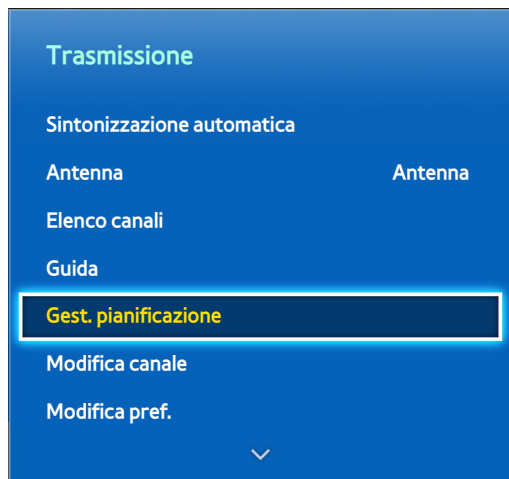 Trasmissione
Sintonizzazione automatica
Antenna Antenna
Elenco canali
Guida
Gest. pianificazione
Modifica canale
Modifica pref.